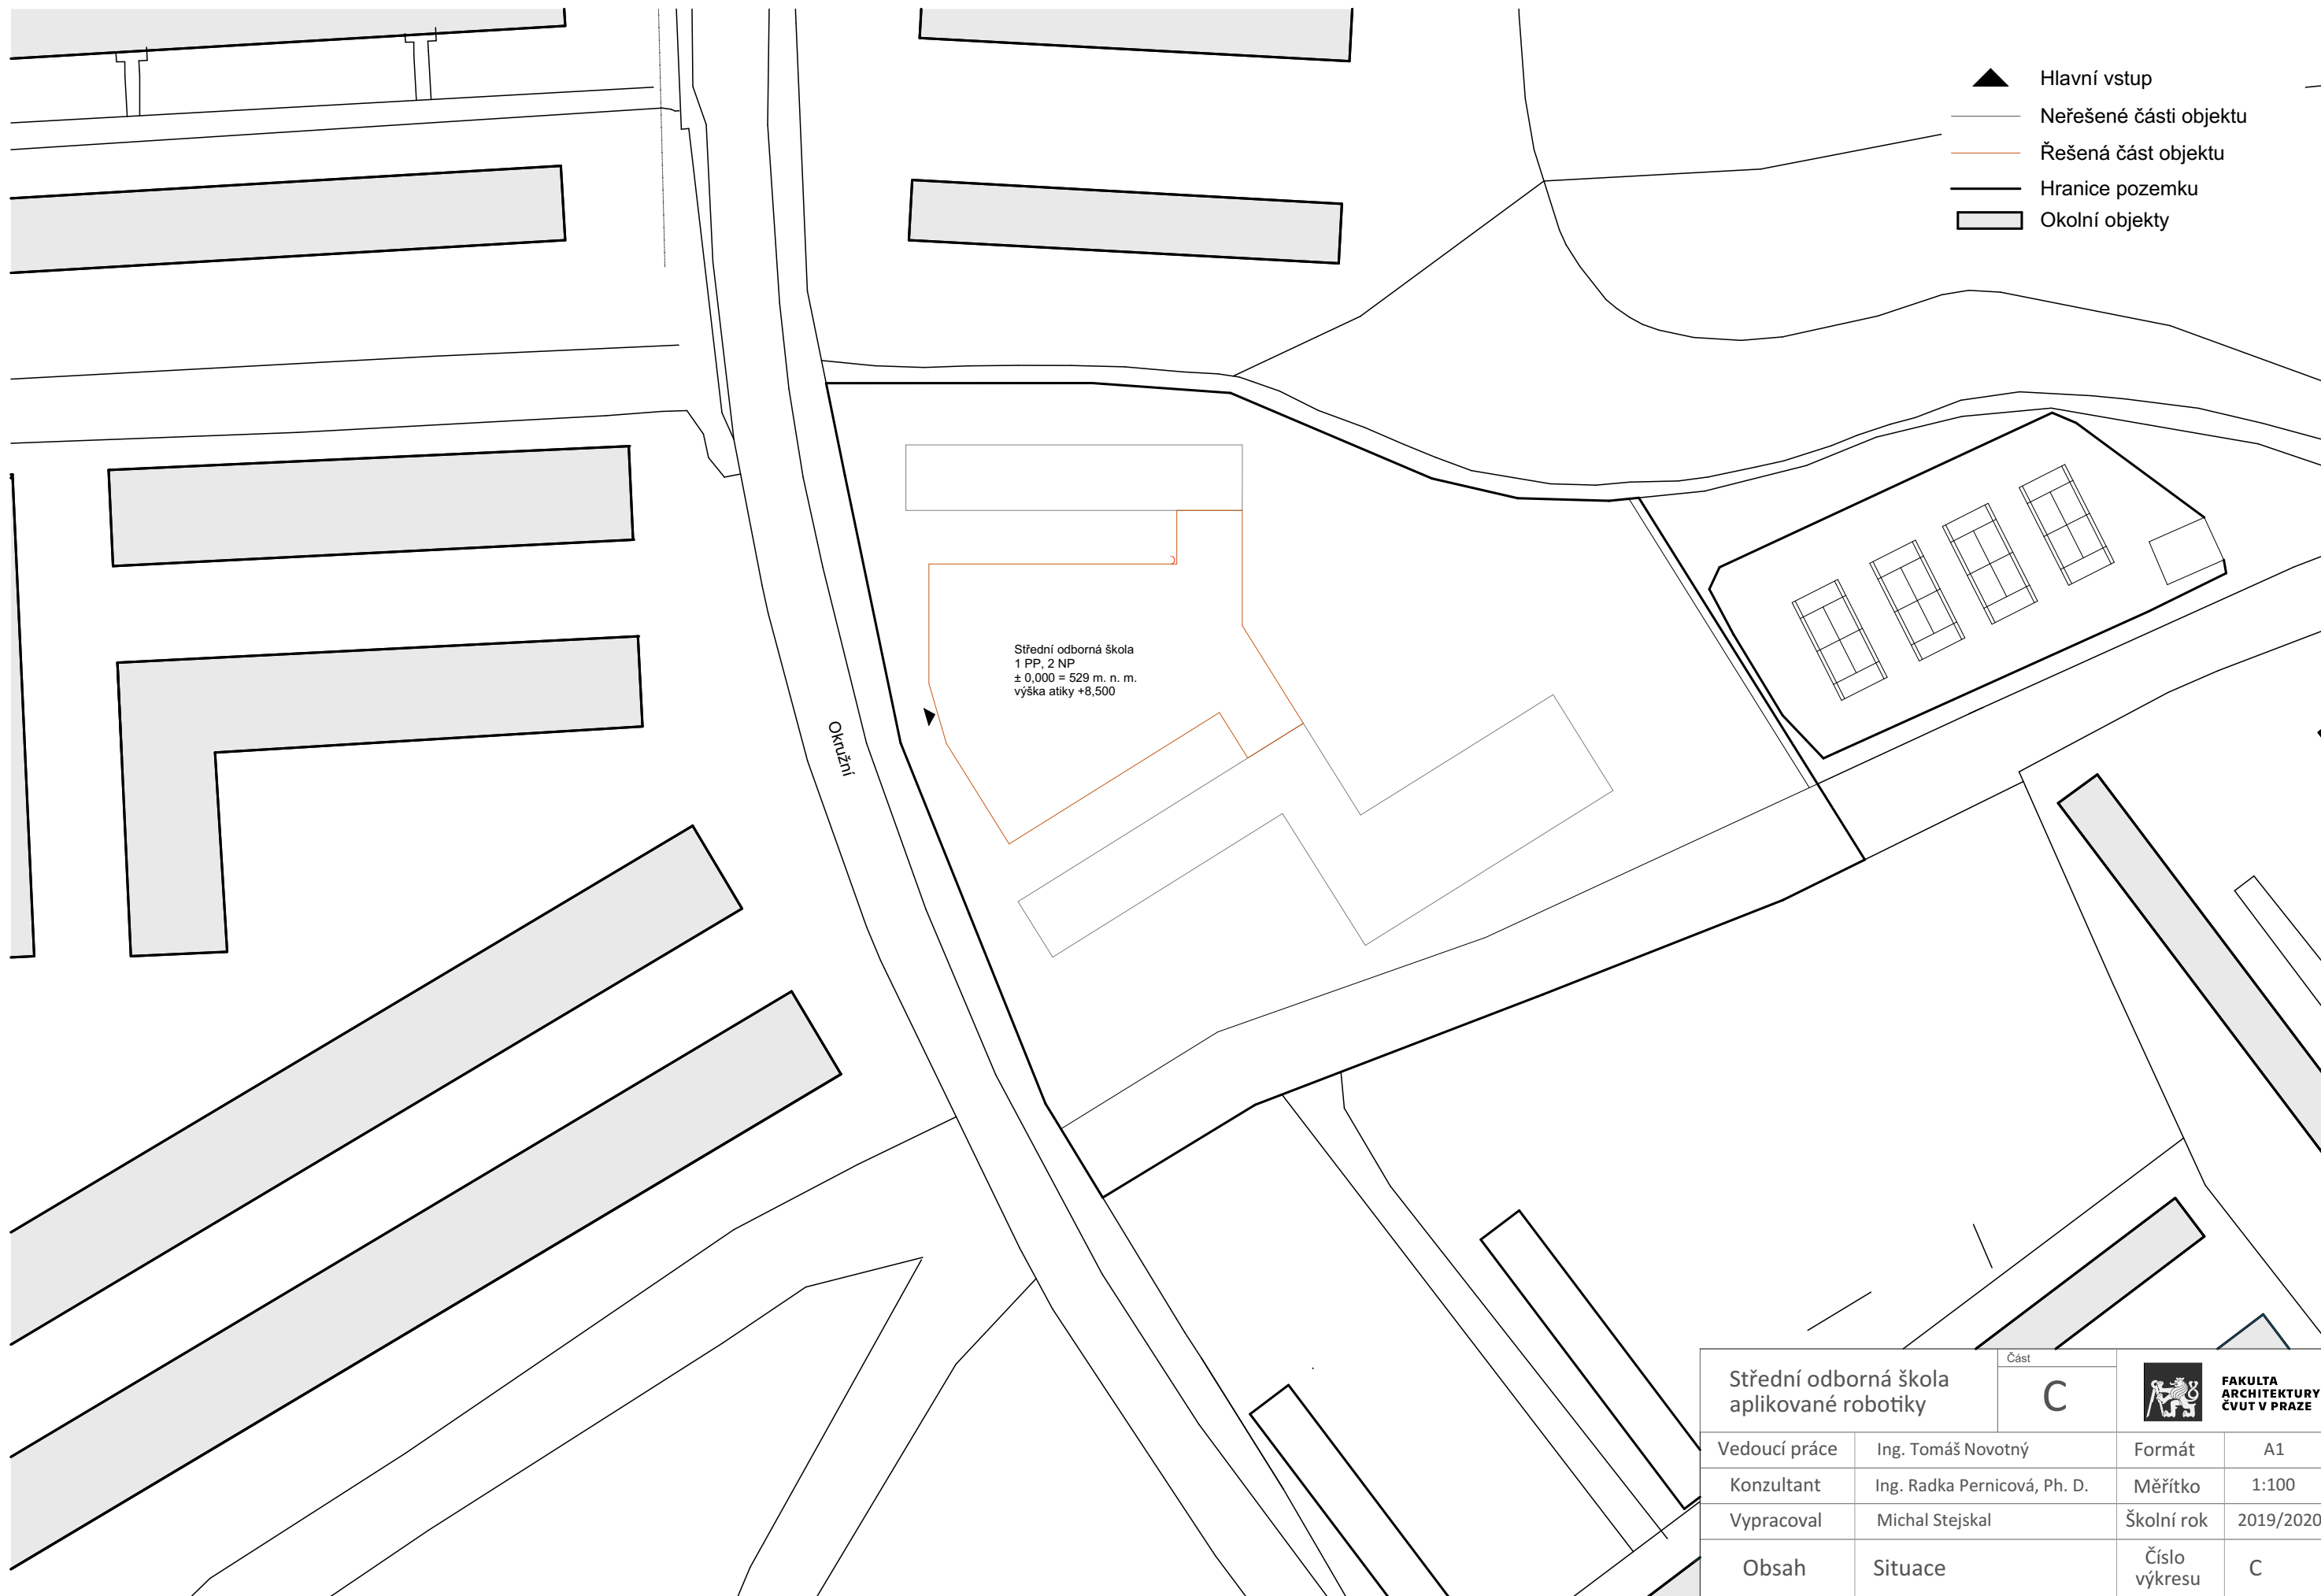 Hlavní vstup
Neřešené části objektu
Řešená část objektu
Hranice pozemku
Okolní objekty
Střední odborná škola
1 PP, 2 NP
± 0,000 = 529 m. n. m.
výška atiky +8,500
Okružní
Střední odborná škola
aplikované robotiky
Část
C
FAKULTA
ARCHITEKTURY
ČVUT V PRAZE
Vedoucí práce Ing. Tomáš Novotný Formát A1
Konzultant Ing. Radka Pernicová, Ph. D. Měřítko 1:100
Vypracoval Michal Stejskal Školní rok 2019/2020
Obsah Situace Číslo
výkresu C